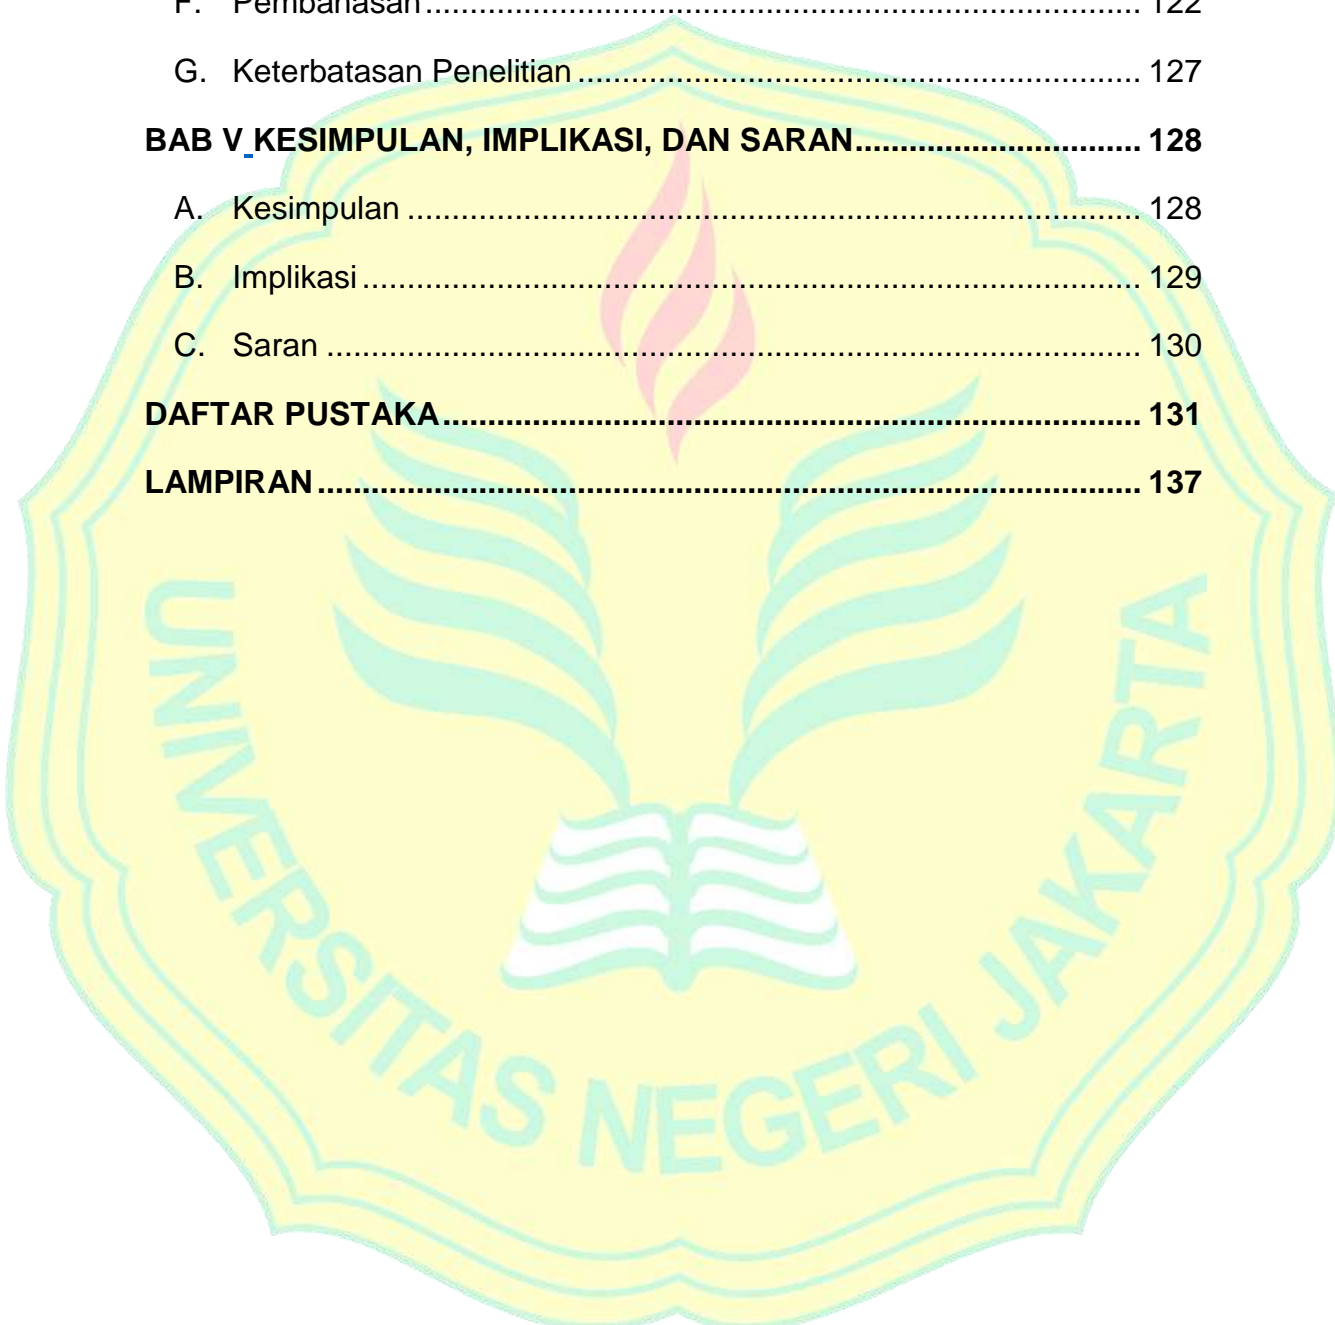 F. Pembahasan........................................................................ 122
G. Keterbatasan Penelitian ........................................................ 127
BAB V KESIMPULAN, IMPLIKASI, DAN SARAN............................... 128
A. Kesimpulan ........................................................................ 128
B. Implikasi ........................................................................ 129
C. Saran ........................................................................ 130
DAFTAR PUSTAKA........................................................................ 131
LAMPIRAN........................................................................ 137
UNIVERSITAS NEGERI JAKARTA